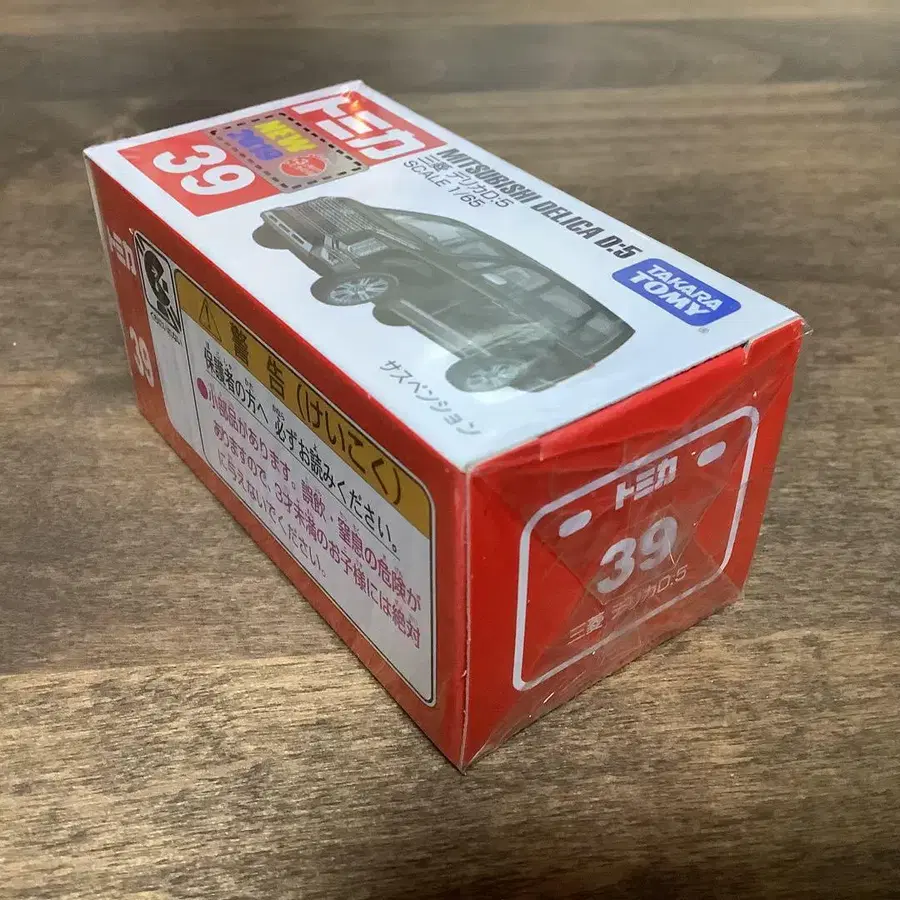 トミカ
39
NEW
2019
MITSUBISHI DELICA D:5
三菱 デリカD:5
SCALE 1/65
TAKARA
TOMY
サスペンション
トミカ
39
警告(けいこく)
保護者の方へ 必ずお読みください。
●小部品があります。誤飲・窒息の危険が
ありますので、3才未満のお子様には絶対
に与えないでください。
トミカ
39
三菱 デリカD:5